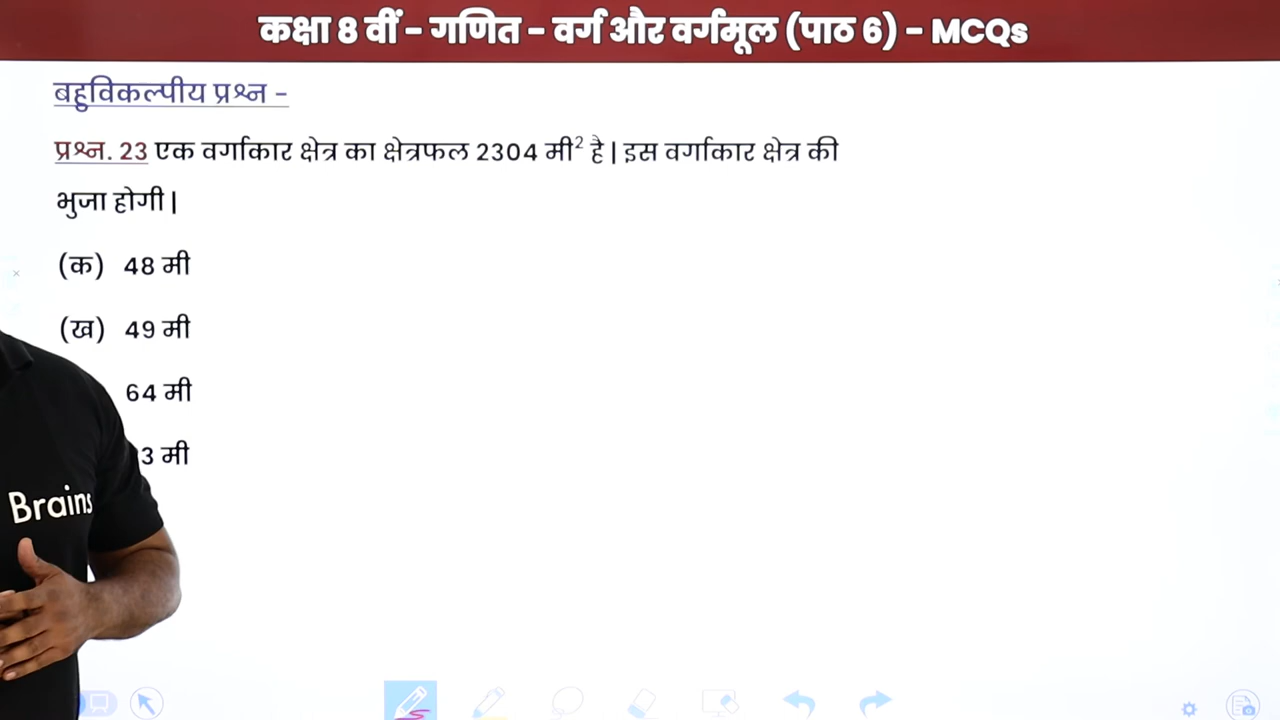 कक्षा 8 वीं - गणित - वर्ग और वर्गमूल (पाठ 6) - MCQs
बहुविकल्पीय प्रश्न -
प्रश्न. 23 एक वर्गाकार क्षेत्र का क्षेत्रफल 2304 मी² है | इस वर्गाकार क्षेत्र की
भुजा होगी |
(क) 48 मी
(ख) 49 मी
64 मी
3 मी
Brains